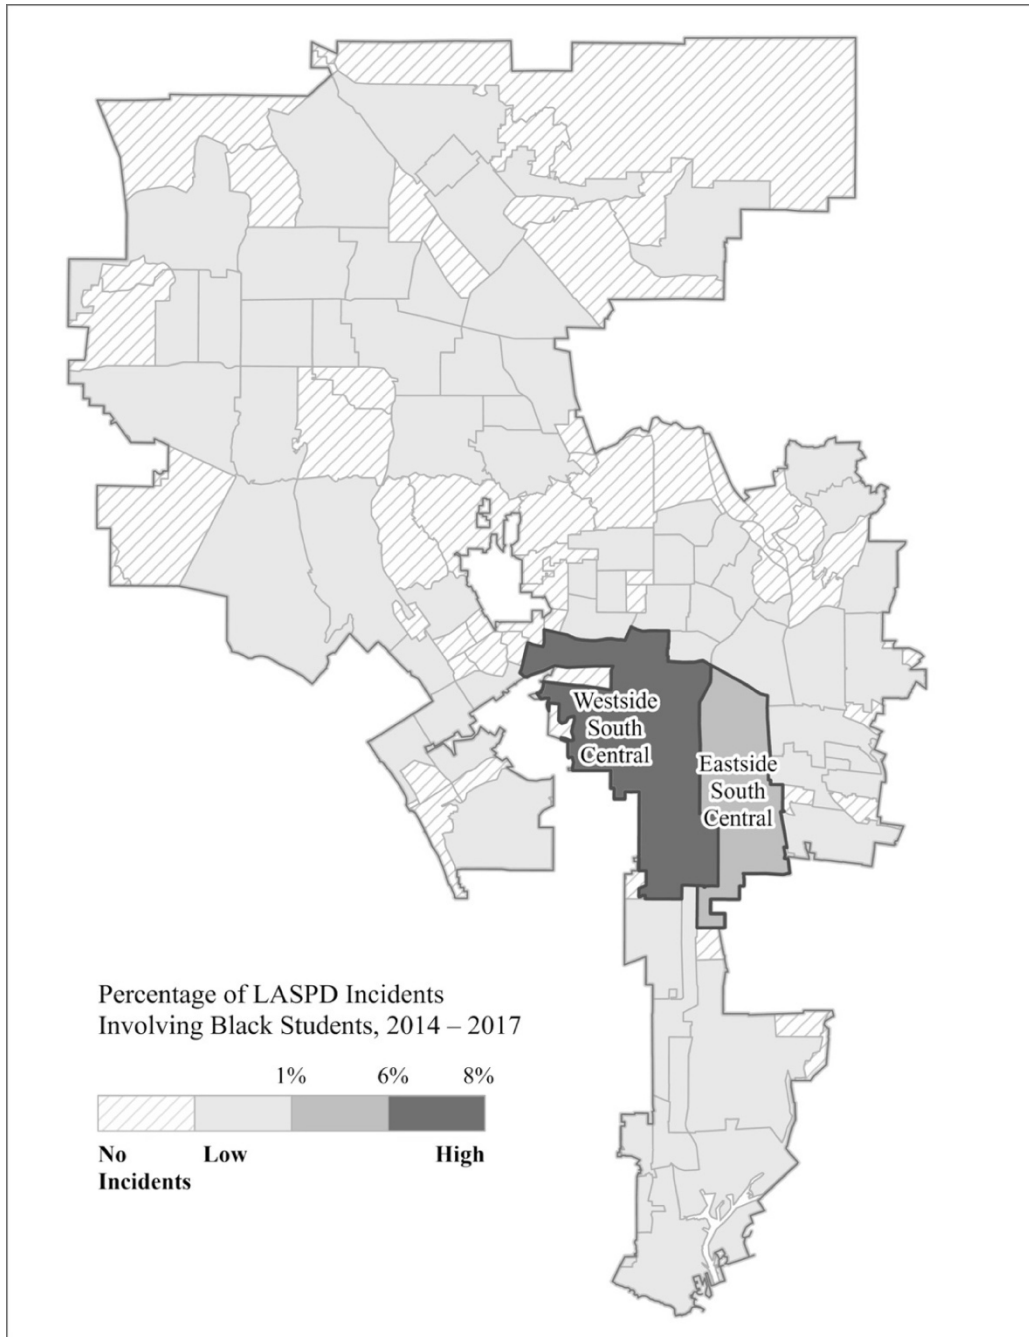 Westside
South
Central
Eastside
South
Central
Percentage of LASPD Incidents
Involving Black Students, 2014 – 2017
1% 6% 8%
No Low High
Incidents